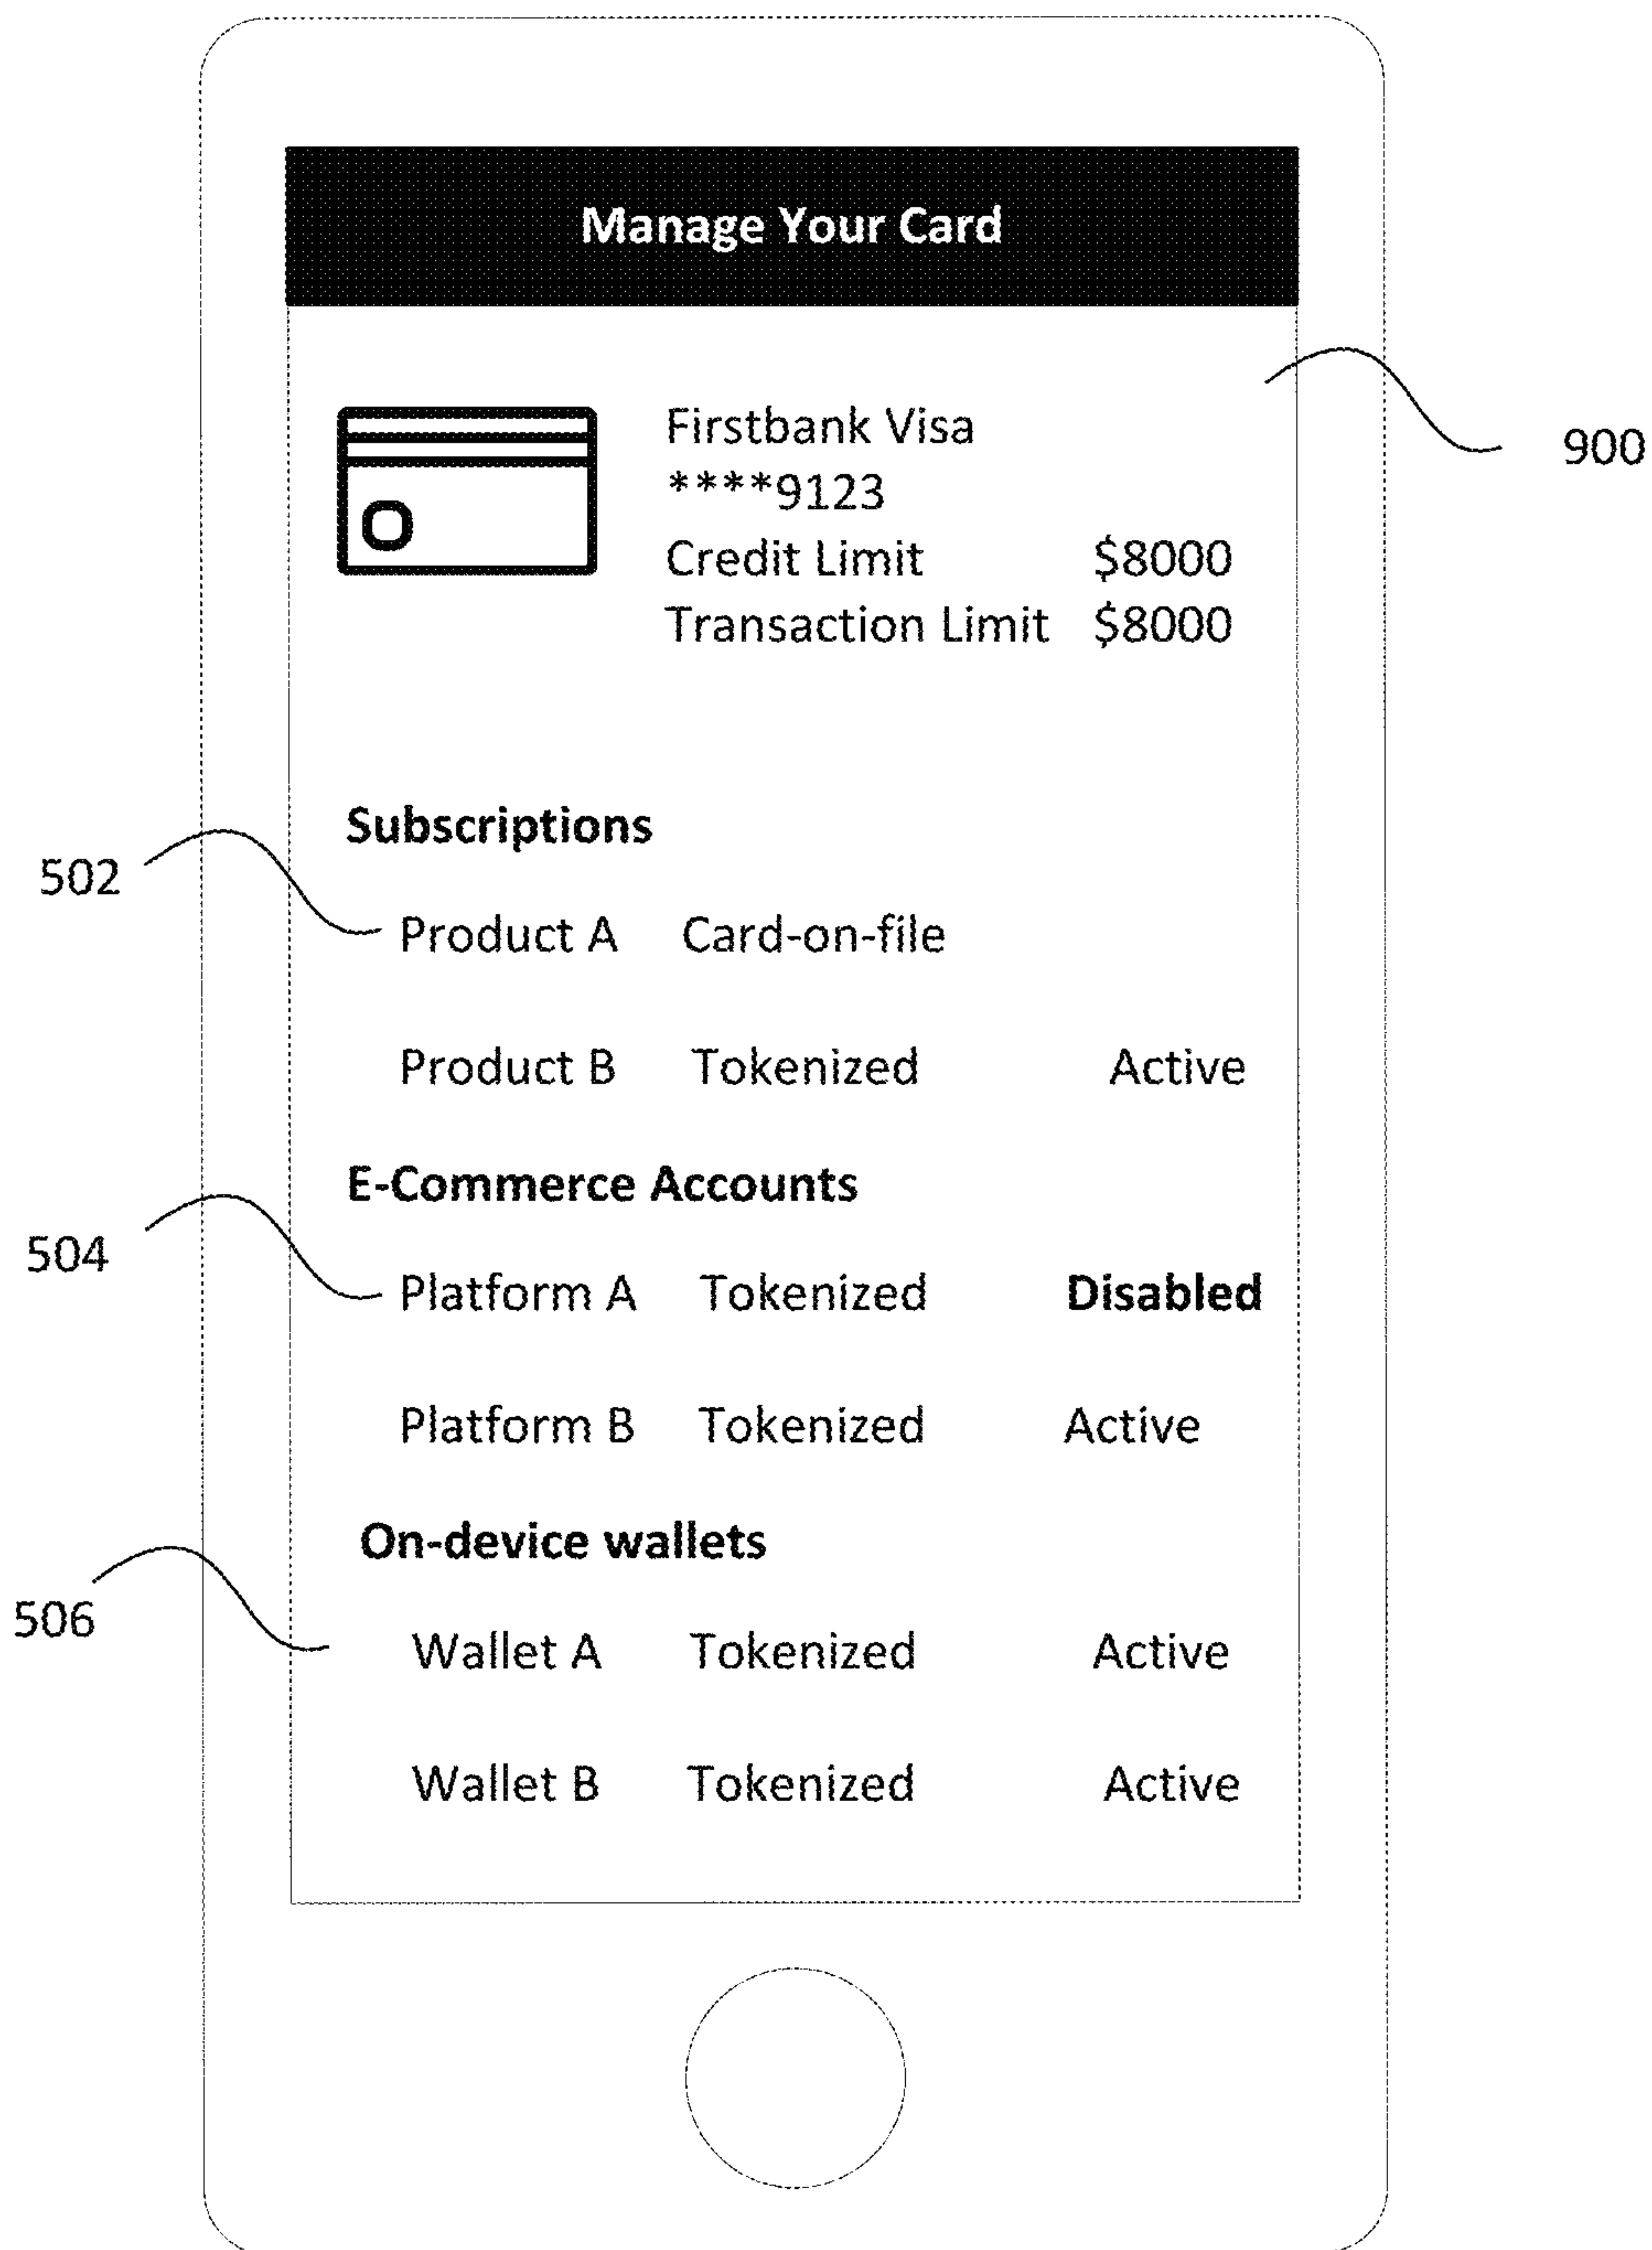 Manage Your Card
Firstbank Visa
****9123
Credit Limit $8000
Transaction Limit $8000
900
Subscriptions
502
Product A Card-on-file
Product B Tokenized Active
E-Commerce Accounts
504
Platform A Tokenized Disabled
Platform B Tokenized Active
On-device wallets
506
Wallet A Tokenized Active
Wallet B Tokenized Active